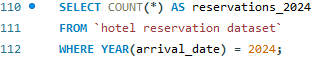 110 SELECT COUNT(*) AS reservations_2024
111 FROM `hotel reservation dataset`
112 WHERE YEAR(arrival_date) = 2024;